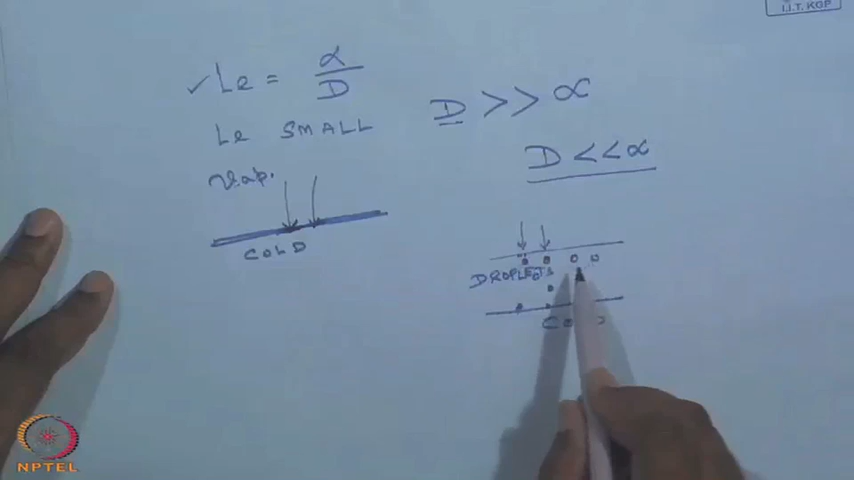 I.I.T. KGP
✓ Le = α / D
D >> α
Le SMALL
D << α
Vap.
COLD
DROPLETS
NPTEL